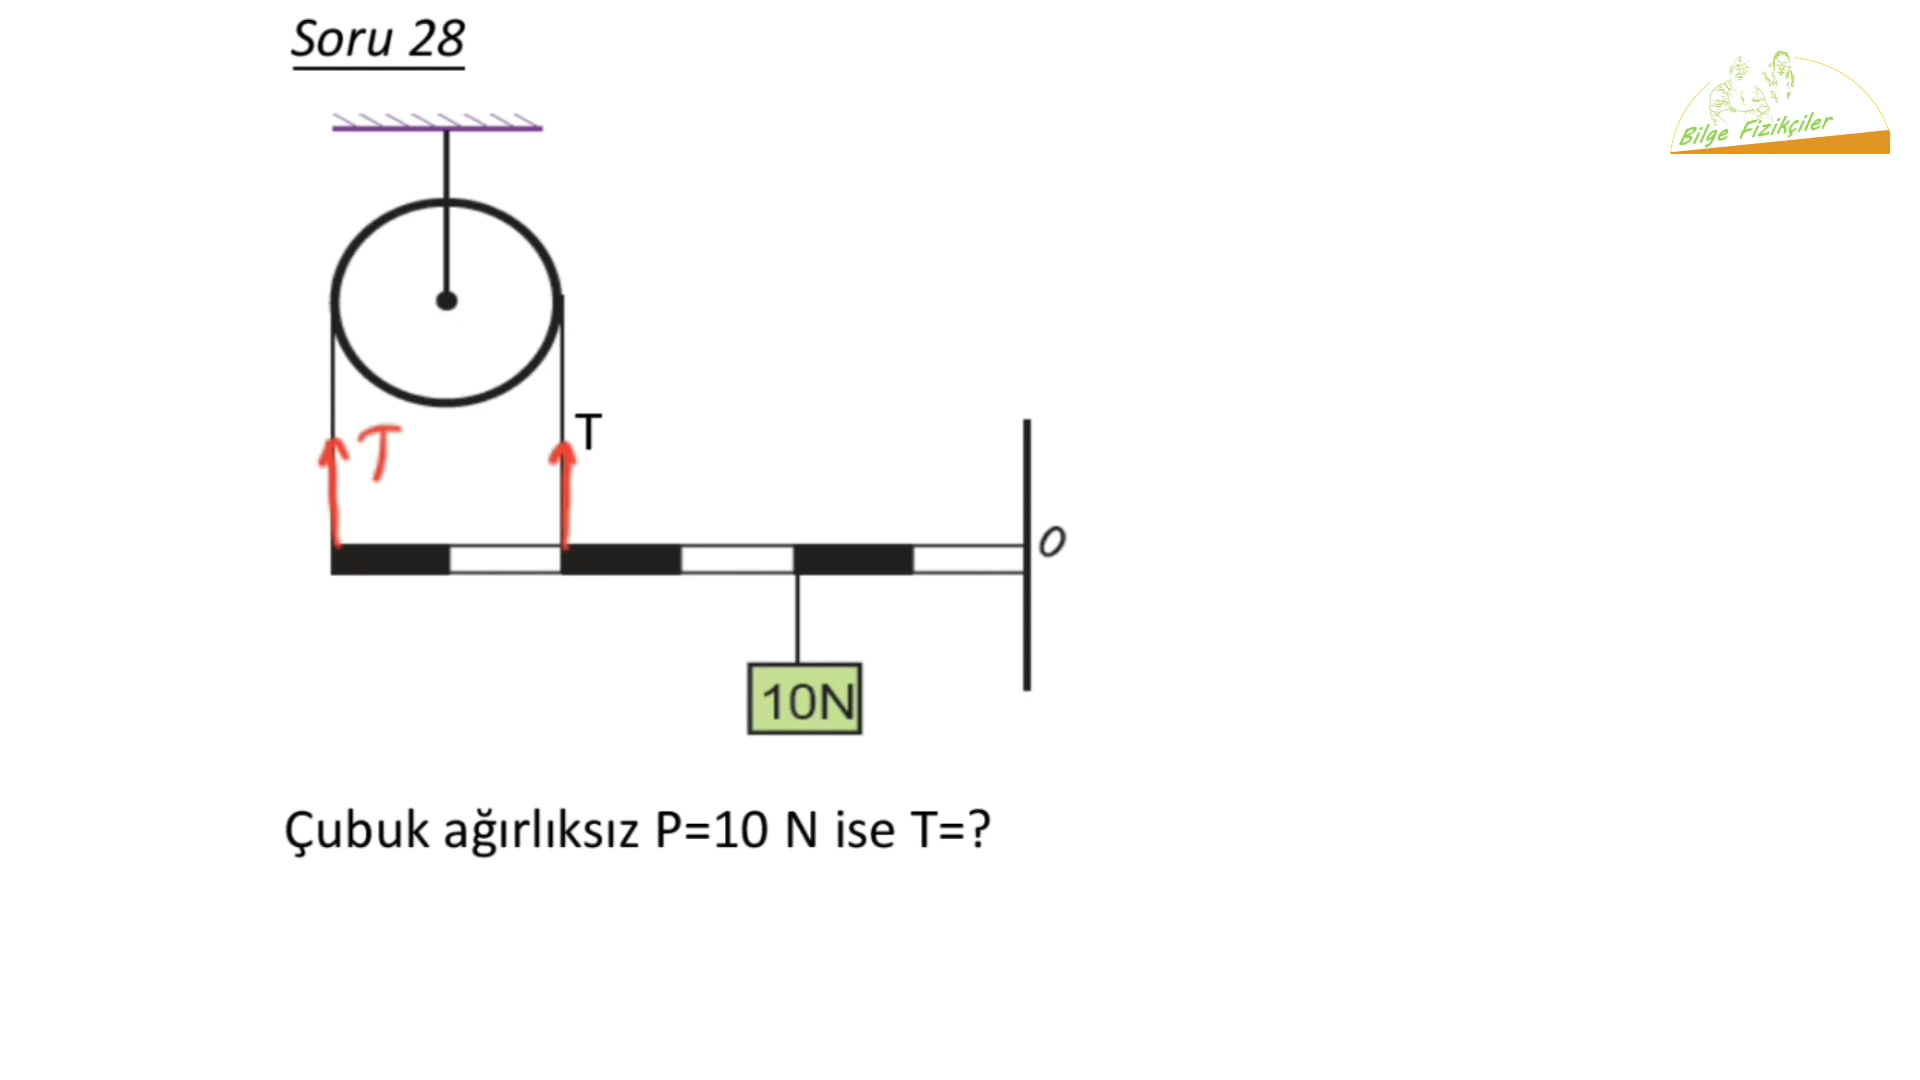 Soru 28
Bilge Fizikçiler
T
T
O
10N
Çubuk ağırlıksız P=10 N ise T=?